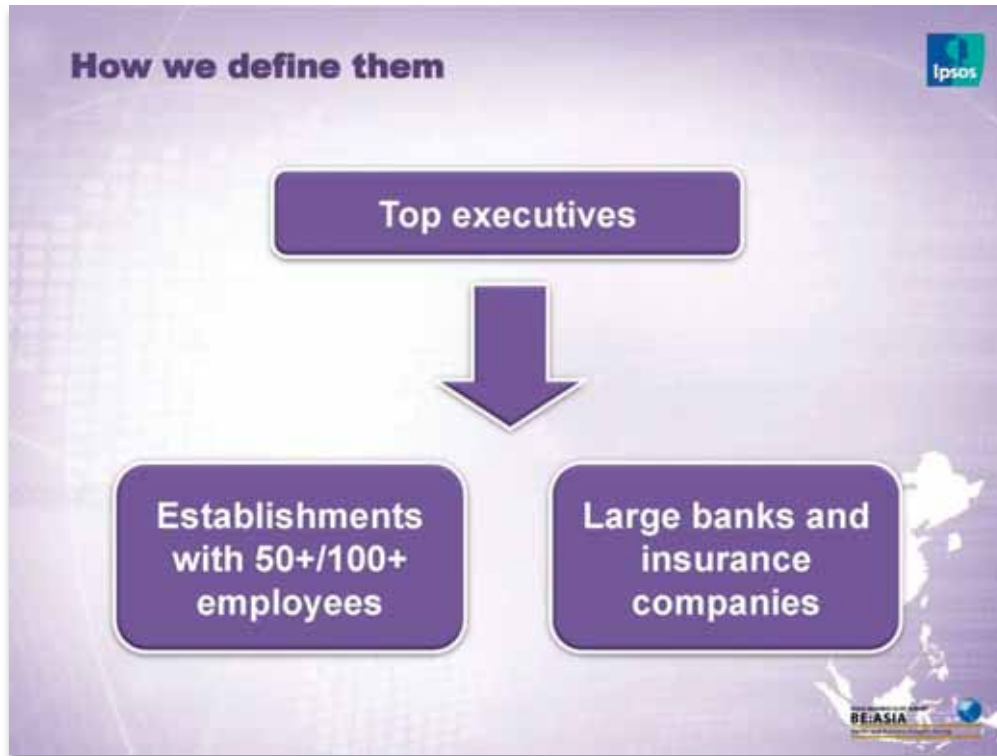 How we define them
Ipsos
Top executives
Establishments
with 50+/100+
employees
Large banks and
insurance
companies
BE:ASIA